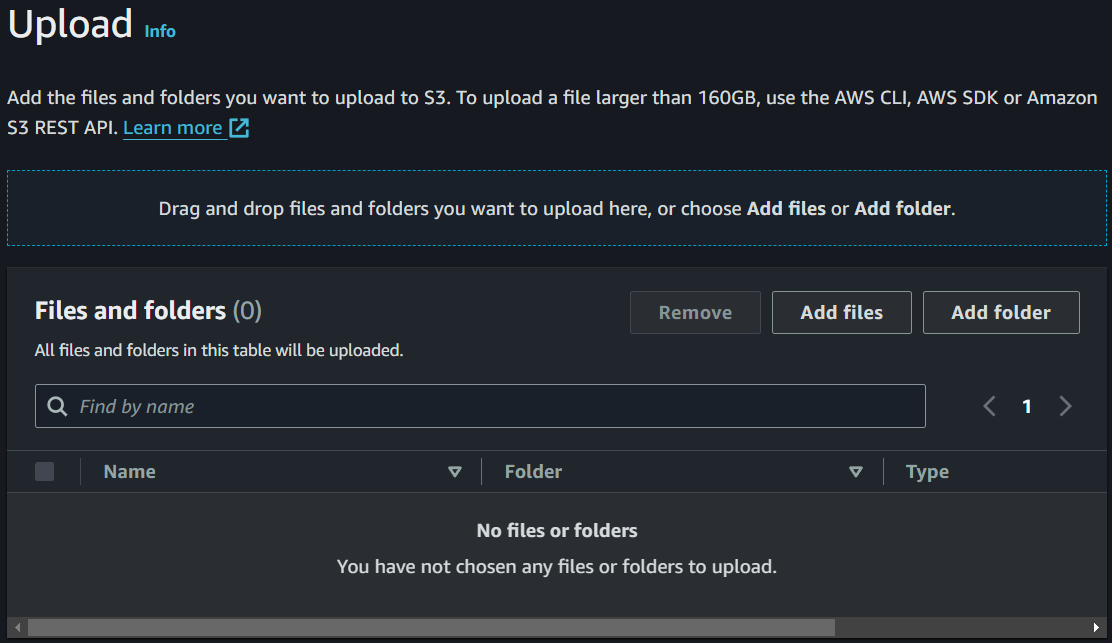 Upload Info
Add the files and folders you want to upload to S3. To upload a file larger than 160GB, use the AWS CLI, AWS SDK or Amazon
S3 REST API. Learn more
Drag and drop files and folders you want to upload here, or choose Add files or Add folder.
Files and folders (0)
Remove
Add files
Add folder
All files and folders in this table will be uploaded.
Find by name
1
Name
Folder
Type
No files or folders
You have not chosen any files or folders to upload.